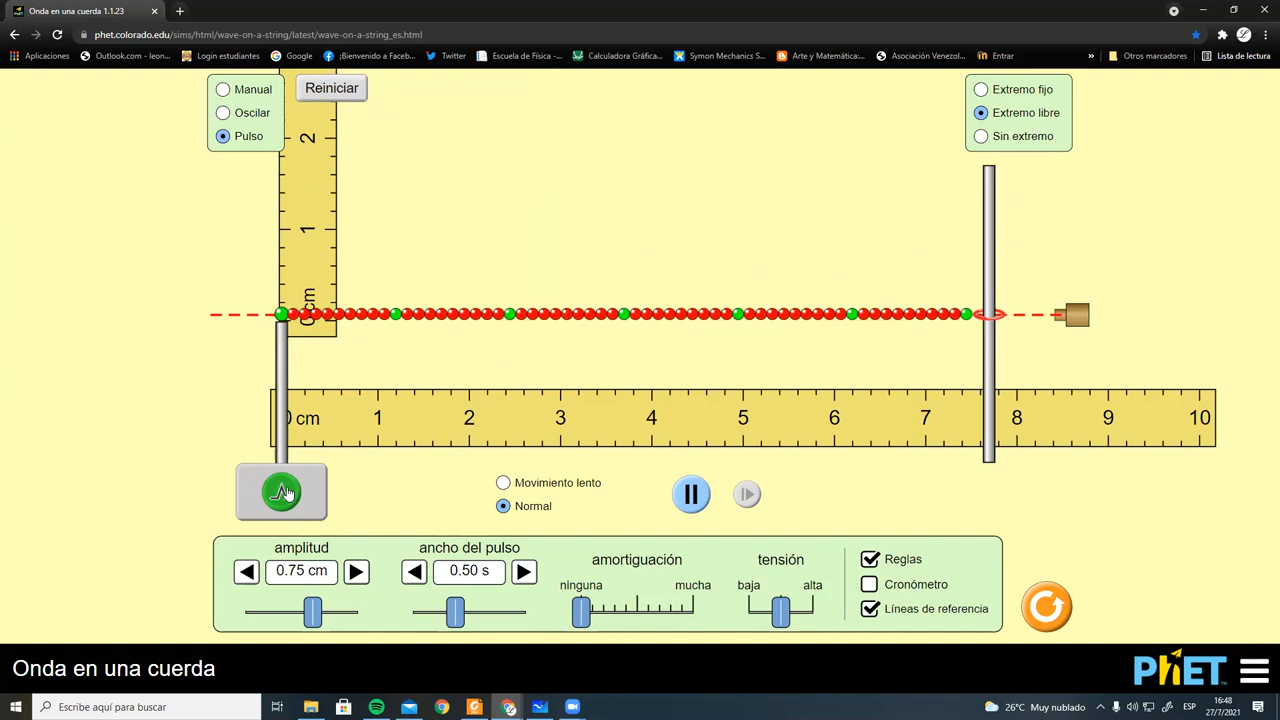 Onda en una cuerda 1.1.23
phet.colorado.edu/sims/html/wave-on-a-string/latest/wave-on-a-string_es.html
Aplicaciones
Outlook.com - leon...
Login estudiantes
Google
¡Bienvenido a Faceb...
Twitter
Escuela de Física -...
Calculadora Gráfica...
Symon Mechanics S...
Blog
Arte y Matemática:...
Asociación Venezol...
Entrar
»
Otros marcadores
Lista de lectura
Manual
Oscilar
Pulso
Reiniciar
2
1
0 cm
Extremo fijo
Extremo libre
Sin extremo
0 cm 1 2 3 4 5 6 7 8 9 10
Movimiento lento
Normal
amplitud
0.75 cm
ancho del pulso
0.50 s
amortiguación
ninguna mucha
tensión
baja alta
Reglas
Cronómetro
Líneas de referencia
Onda en una cuerda
PhET
Escribe aquí para buscar
26°C Muy nublado
ESP
16:48
27/7/2021